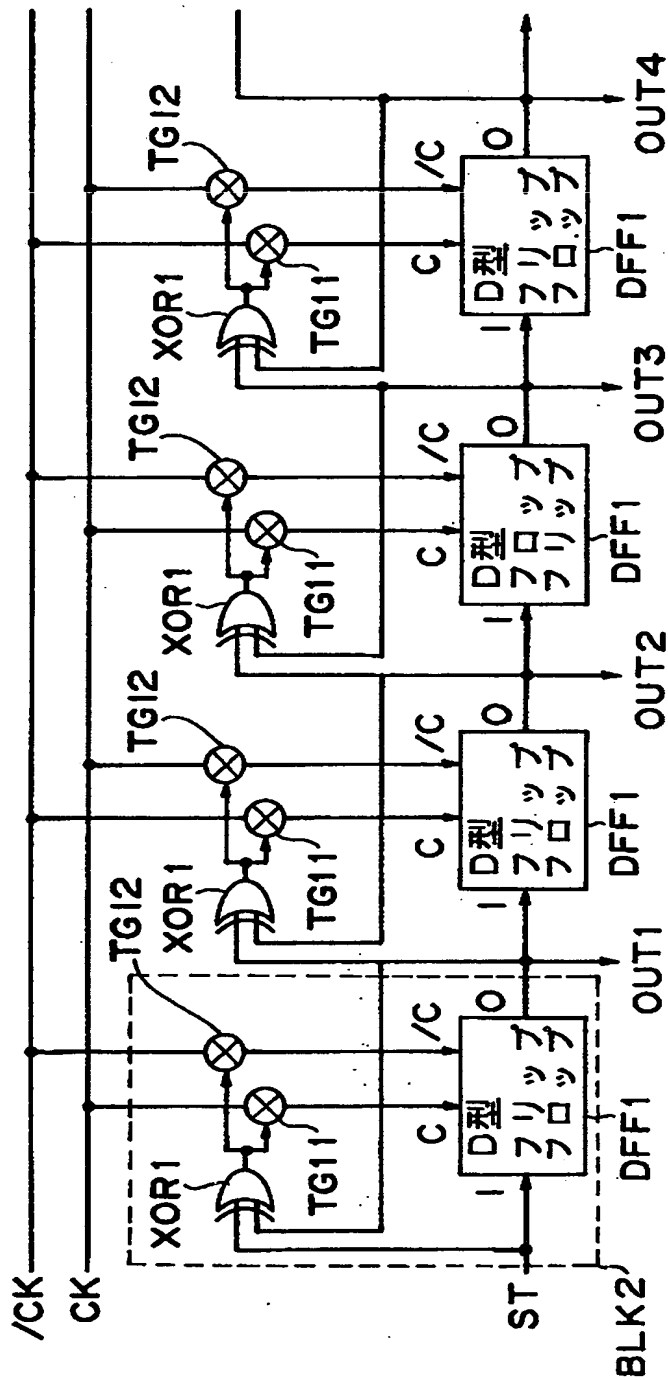 /CK
CK
TG12
TG12
TG12
TG12
XOR1
XOR1
XOR1
XOR1
TG11
TG11
TG11
TG11
C
/C
C
/C
C
/C
C
/C
I
D型
フリップ
フロップ
O
I
D型
フリップ
フロップ
O
I
D型
フロップ
フリップ
O
I
D型
フリップ
フロップ
O
ST
DFF1
DFF1
DFF1
DFF1
BLK2
OUT1
OUT2
OUT3
OUT4